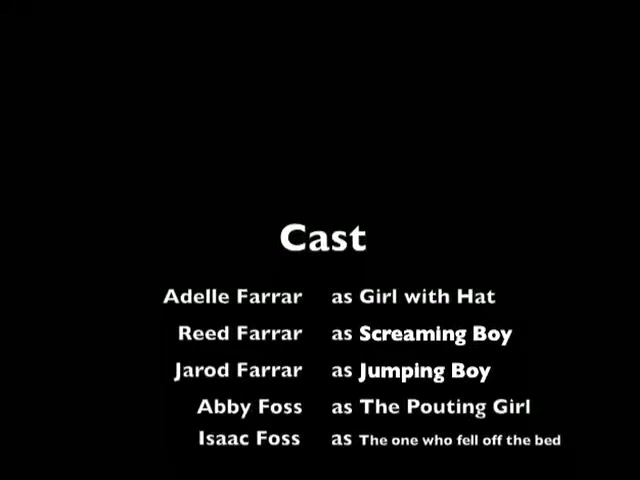 Cast
Adelle Farrar as Girl with Hat
Reed Farrar as Screaming Boy
Jarod Farrar as Jumping Boy
Abby Foss as The Pouting Girl
Isaac Foss as The one who fell off the bed